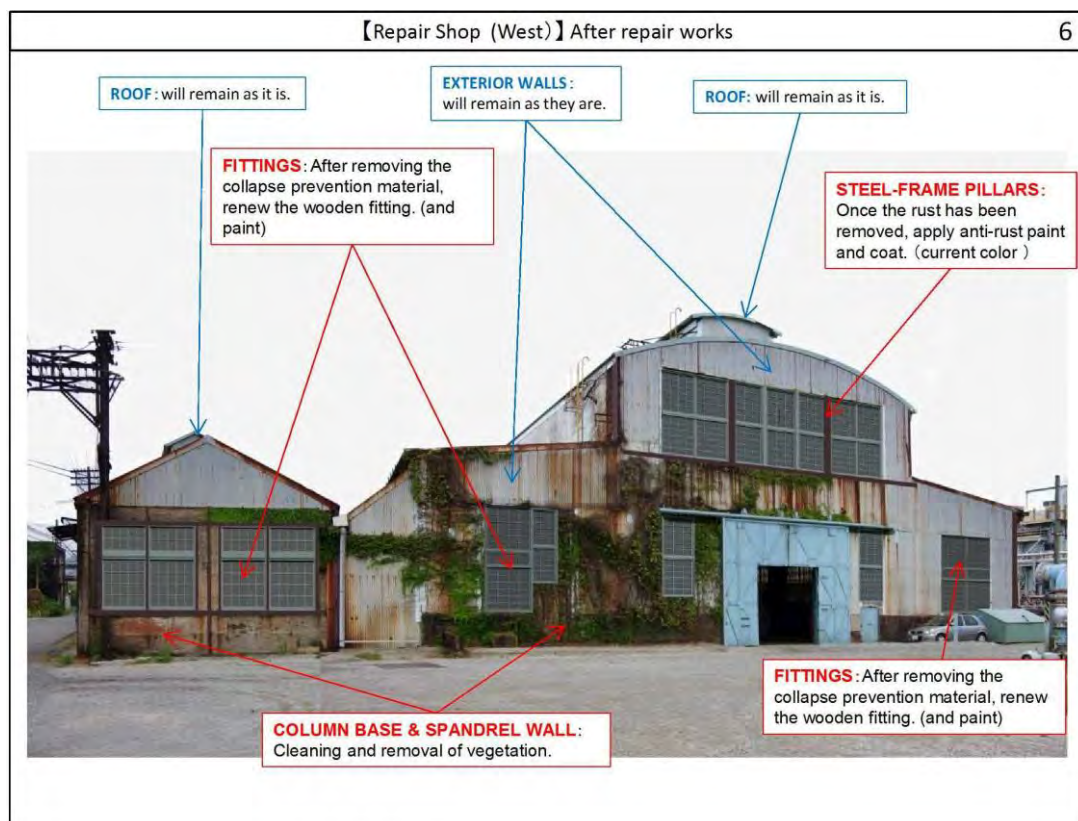 【Repair Shop (West)】After repair works
6
ROOF: will remain as it is.
EXTERIOR WALLS:
will remain as they are.
ROOF: will remain as it is.
FITTINGS: After removing the
collapse prevention material,
renew the wooden fitting. (and
paint)
STEEL-FRAME PILLARS:
Once the rust has been
removed, apply anti-rust paint
and coat. (current color )
FITTINGS: After removing the
collapse prevention material, renew
the wooden fitting. (and paint)
COLUMN BASE & SPANDREL WALL:
Cleaning and removal of vegetation.